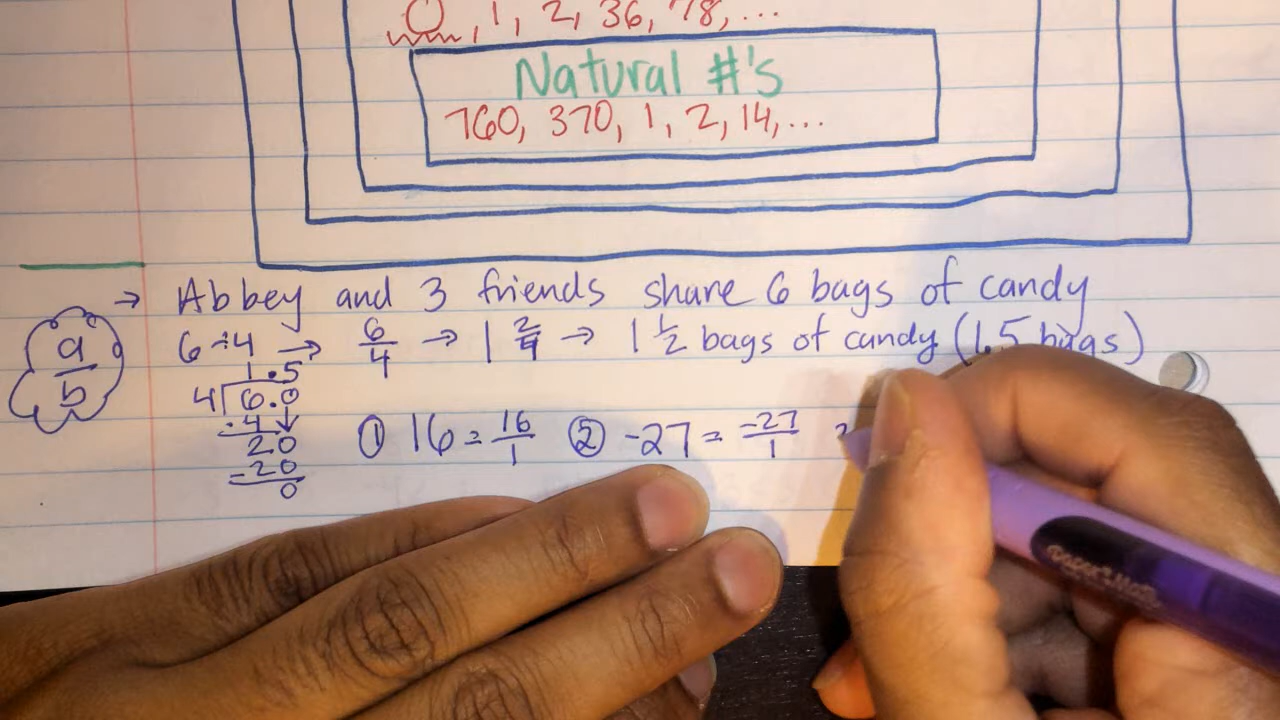 0, 1, 2, 36, 78, ...
Natural #'s
760, 370, 1, 2, 14, ...
→ Abbey and 3 friends share 6 bags of candy
a/b
6÷4 → 6/4 → 1 2/4 → 1 1/2 bags of candy (1.5 bags)
1.5
4 6.0
-4
20
-20
0
① 16 = 16/1 ② -27 = -27/1